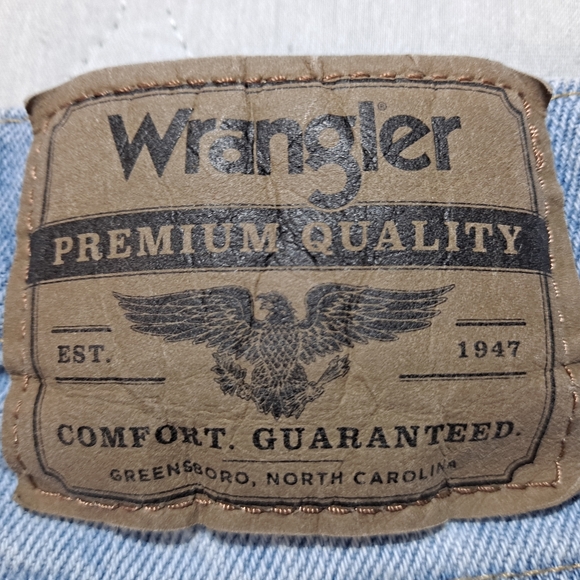 Wrangler®
PREMIUM QUALITY
EST. 1947
COMFORT. GUARANTEED.
GREENSBORO, NORTH CAROLINA